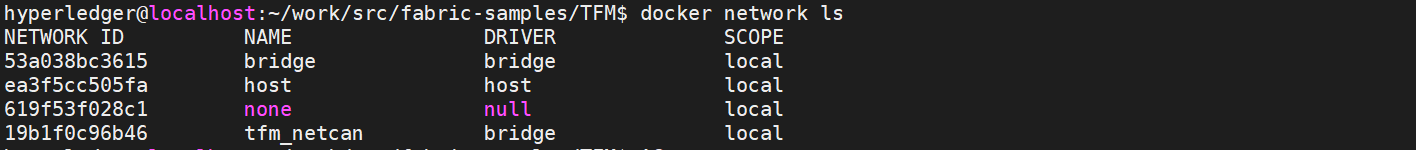 hyperledger@localhost:~/work/src/fabric-samples/TFM$ docker network ls
NETWORK ID          NAME                DRIVER              SCOPE
53a038bc3615        bridge              bridge              local
ea3f5cc505fa        host                host                local
619f53f028c1        none                null                local
19b1f0c96b46        tfm_netcan          bridge              local